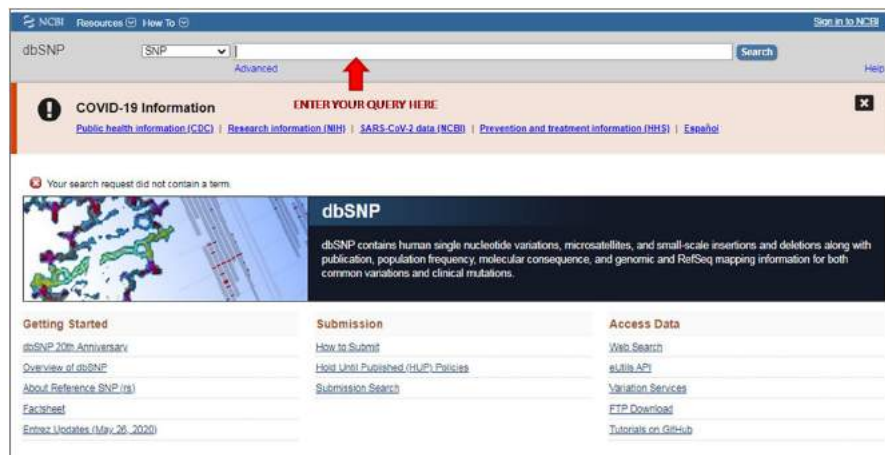 NCBI Resources How To Sign in to NCBI
dbSNP SNP Search
Advanced Help
ENTER YOUR QUERY HERE
COVID-19 Information
Public health information (CDC) | Research information (NIH) | SARS-CoV-2 data (NCBI) | Prevention and treatment information (HHS) | Español
Your search request did not contain a term.
dbSNP
dbSNP contains human single nucleotide variations, microsatellites, and small-scale insertions and deletions along with
publication, population frequency, molecular consequence, and genomic and RefSeq mapping information for both
common variations and clinical mutations.
Getting Started
dbSNP 20th Anniversary
Overview of dbSNP
About Reference SNP (rs)
Factsheet
Entrez Updates (May 26, 2020)
Submission
How to Submit
Hold Until Published (HUP) Policies
Submission Search
Access Data
Web Search
eUtils API
Variation Services
FTP Download
Tutorials on GitHub